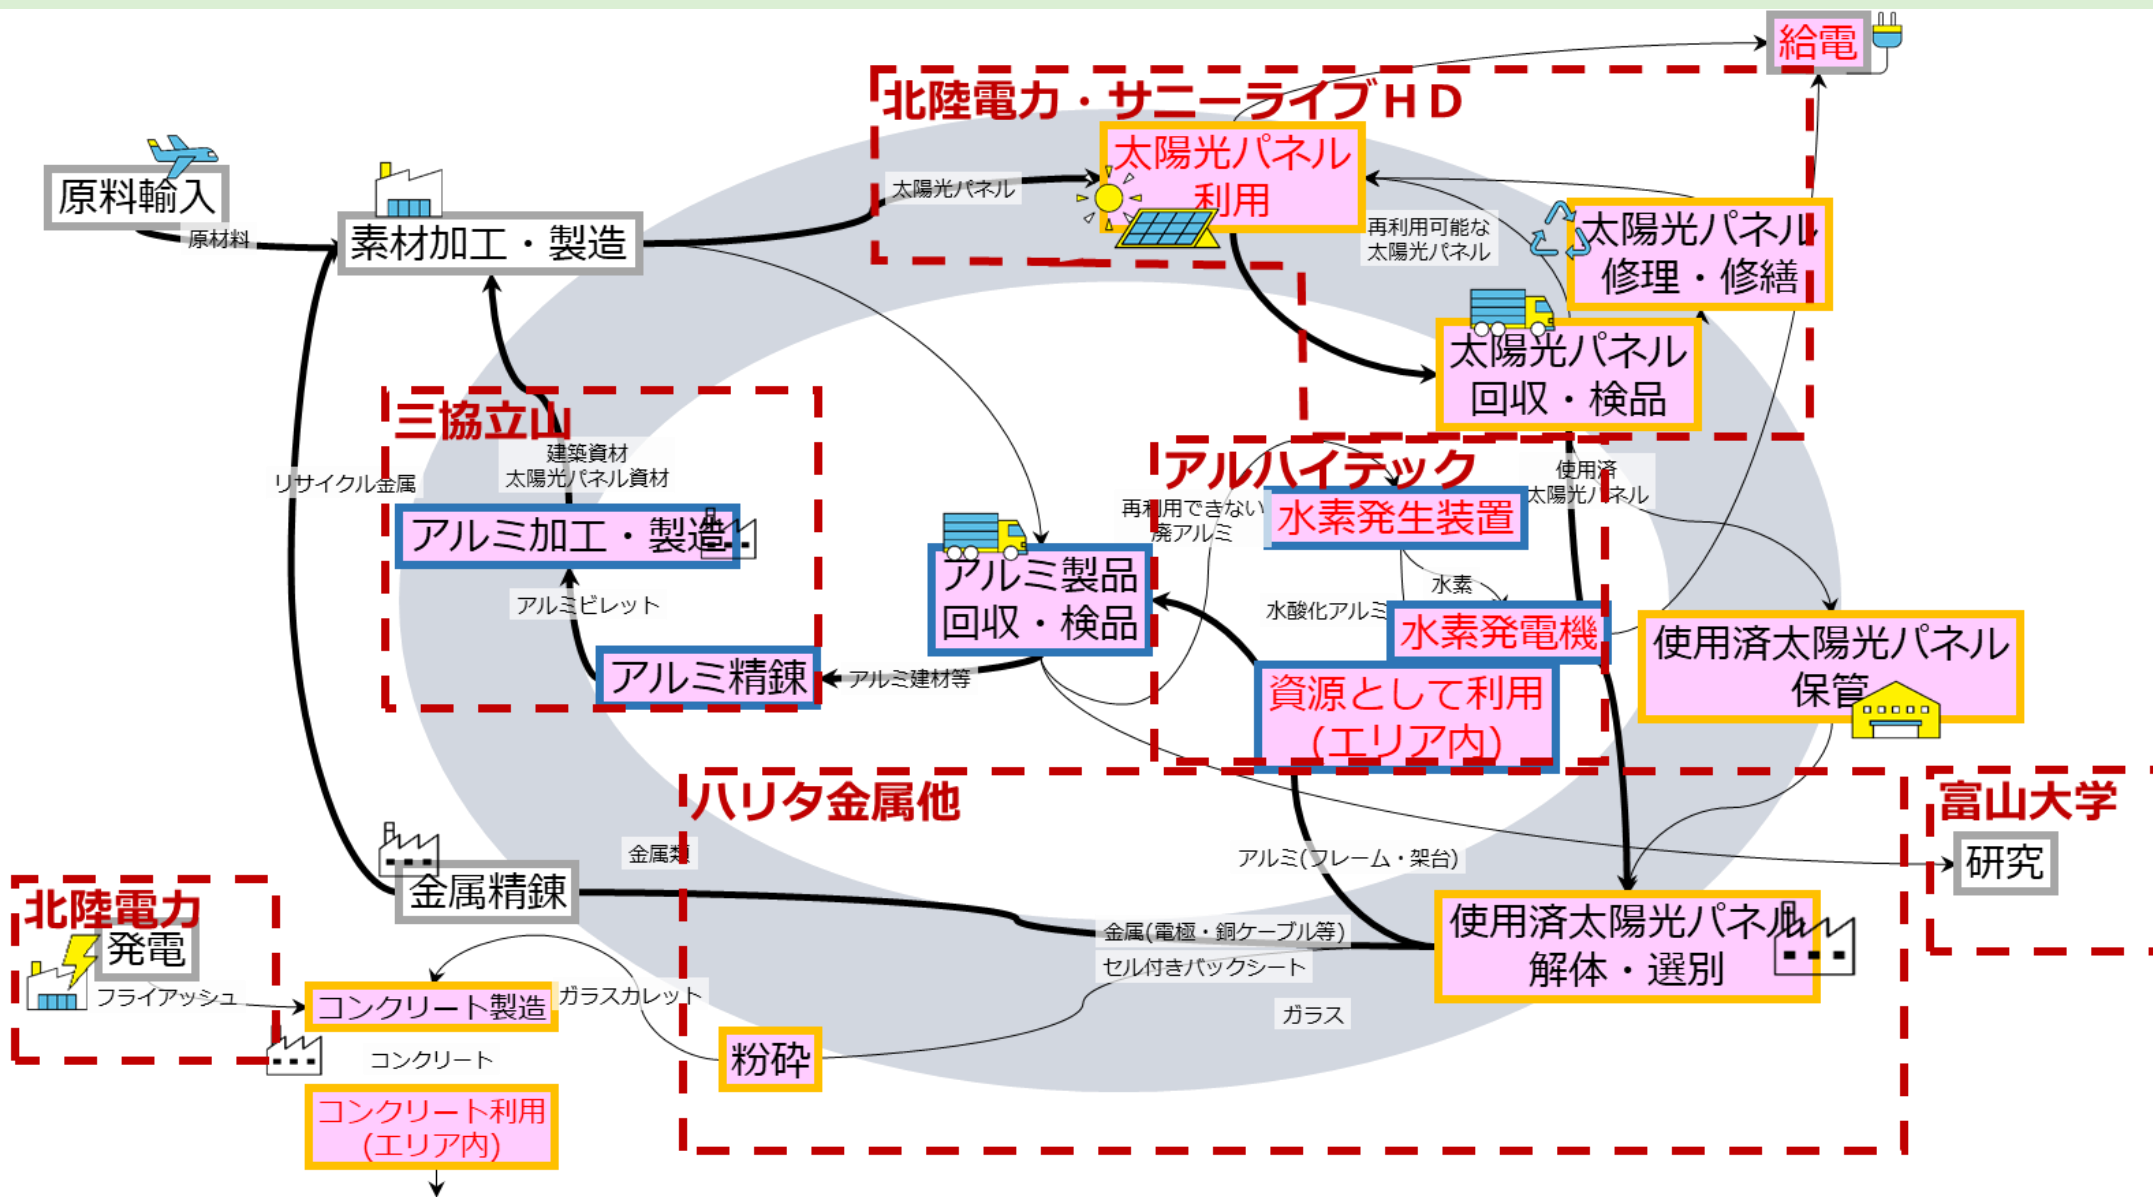 給電
北陸電力・サニーライブHD
太陽光パネル
利用
原料輸入
原材料
素材加工・製造
太陽光パネル
再利用可能な
太陽光パネル
太陽光パネル
修理・修繕
太陽光パネル
回収・検品
三協立山
建築資材
太陽光パネル資材
リサイクル金属
アルミ加工・製造
アルミビレット
アルミ精錬
アルミ製品
回収・検品
アルミ建材等
アルハイテック
再利用できない
廃アルミ
水素発生装置
使用済
太陽光パネル
水素
水酸化アルミ
水素発電機
資源として利用
(エリア内)
使用済太陽光パネル
保管
ハリタ金属他
富山大学
研究
金属類
アルミ(フレーム・架台)
金属精錬
金属(電極・銅ケーブル等)
セル付きバックシート
使用済太陽光パネル
解体・選別
ガラス
北陸電力
発電
フライアッシュ
コンクリート製造
ガラスカレット
粉砕
コンクリート
コンクリート利用
(エリア内)